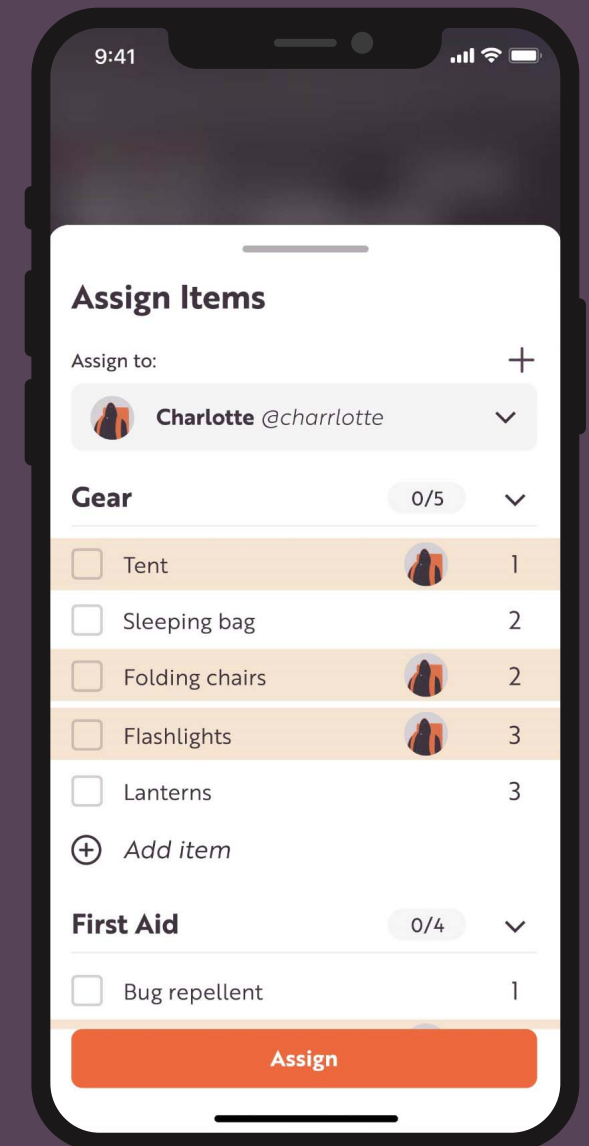 9:41
Assign Items
Assign to:
Charlotte @charrlotte
Gear 0/5
Tent 1
Sleeping bag 2
Folding chairs 2
Flashlights 3
Lanterns 3
Add item
First Aid 0/4
Bug repellent 1
Assign